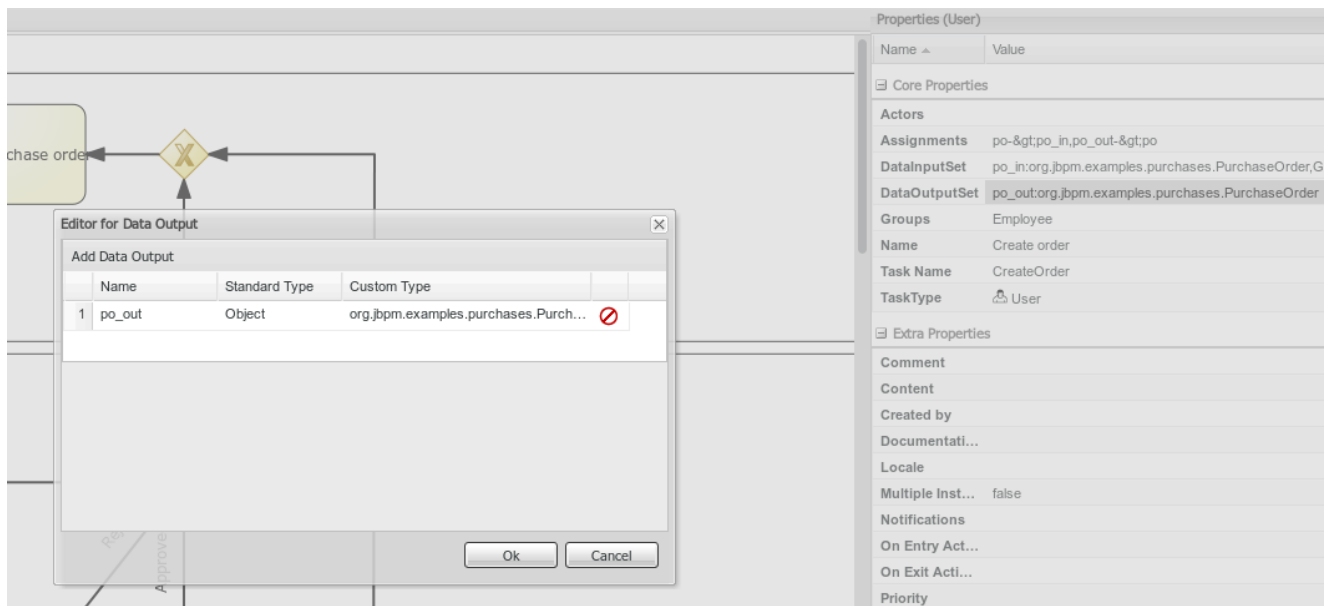 Properties (User)
Name Value
Core Properties
Actors
Assignments po-&gt;po_in,po_out-&gt;po
DataInputSet po_in:org.jbpm.examples.purchases.PurchaseOrder,G
DataOutputSet po_out:org.jbpm.examples.purchases.PurchaseOrder
Groups Employee
Name Create order
Task Name CreateOrder
TaskType User
Extra Properties
Comment
Content
Created by
Documentati...
Locale
Multiple Inst... false
Notifications
On Entry Act...
On Exit Acti...
Priority
chase order
X
Editor for Data Output
Add Data Output
Name Standard Type Custom Type
1 po_out Object org.jbpm.examples.purchases.Purch...
Ok Cancel
Approve